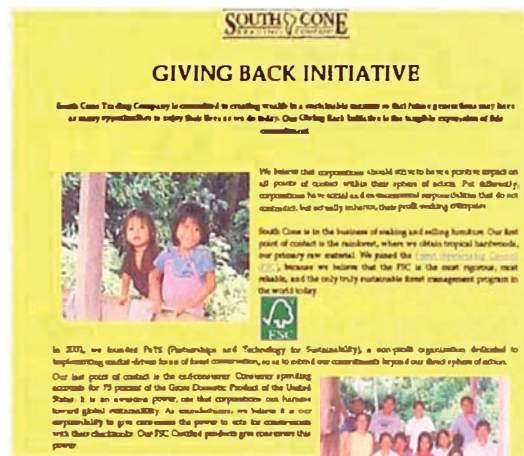 SOUTH CONE
TRADING COMPANY
GIVING BACK INITIATIVE
South Cone Trading Company is committed to creating wealth in a sustainable manner so that future generations may have
as many opportunities to enjoy their lives as we do today. Our Giving Back Initiative is the tangible expression of this
commitment.
We believe that corporations should strive to have a positive impact on
all points of contact within their sphere of action. Put differently,
corporations have social and environmental responsibilities that do not
contradict, but actually enhance, their profit-seeking enterprise.
South Cone is in the business of making and selling furniture. Our first
point of contact is the rainforest, where we obtain tropical hardwoods,
our primary raw material. We joined the Forest Stewardship Council
(FSC), because we believe that the FSC is the most rigorous, most
reliable, and the only truly sustainable forest management program in
the world today.
FSC
In 2001, we founded PaTS (Partnerships and Technology for Sustainability), a non-profit organization dedicated to
implementing market-driven forms of forest conservation, so as to extend our commitments beyond our direct sphere of action.
Our last point of contact is the end-consumer. Consumer spending
accounts for 75 percent of the Gross Domestic Product of the United
States. It is an awesome power, one that corporations can harness
toward global sustainability. As manufacturers, we believe it is our
responsibility to give consumers the power to vote for conservation
with their checkbooks. Our FSC Certified products give consumers this
power.